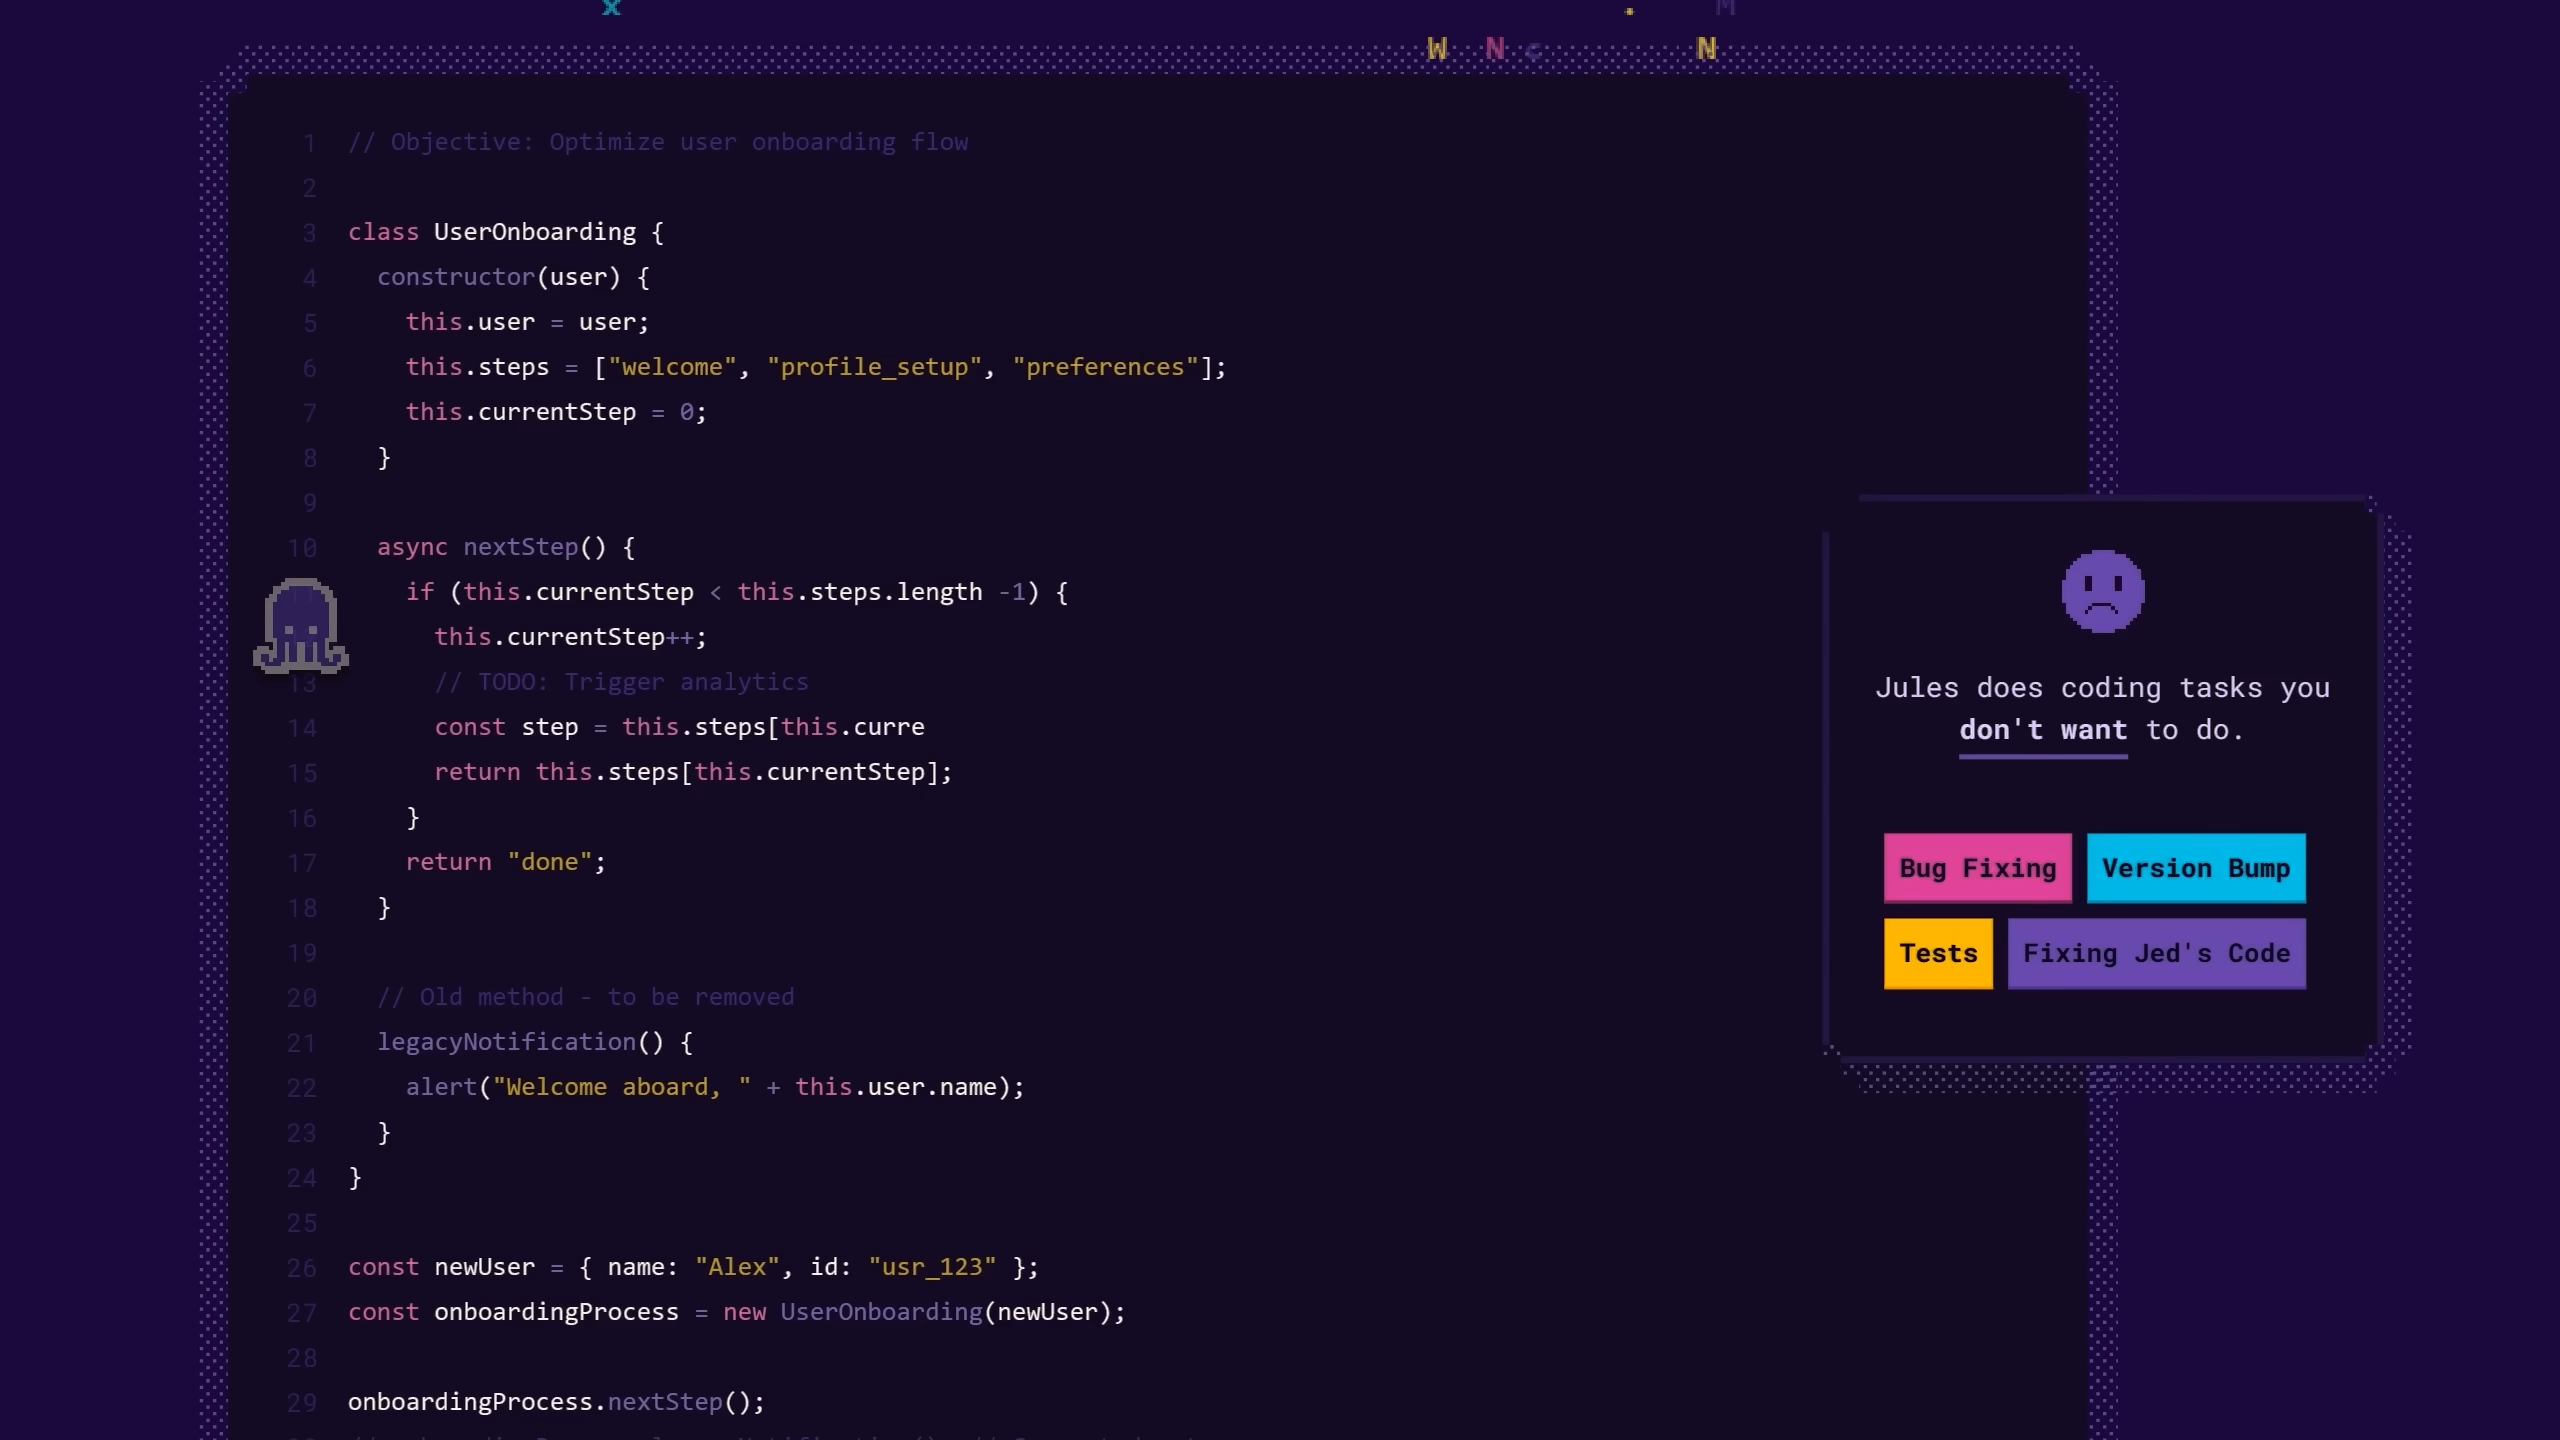 x . M
W N c N
1 // Objective: Optimize user onboarding flow
2
3 class UserOnboarding {
4 constructor(user) {
5 this.user = user;
6 this.steps = ["welcome", "profile_setup", "preferences"];
7 this.currentStep = 0;
8 }
9
10 async nextStep() {
if (this.currentStep < this.steps.length -1) {
this.currentStep++;
13 // TODO: Trigger analytics
14 const step = this.steps[this.curre
15 return this.steps[this.currentStep];
16 }
17 return "done";
18 }
19
20 // Old method - to be removed
21 legacyNotification() {
22 alert("Welcome aboard, " + this.user.name);
23 }
24 }
25
26 const newUser = { name: "Alex", id: "usr_123" };
27 const onboardingProcess = new UserOnboarding(newUser);
28
29 onboardingProcess.nextStep();
Jules does coding tasks you
don't want to do.
Bug Fixing Version Bump
Tests Fixing Jed's Code